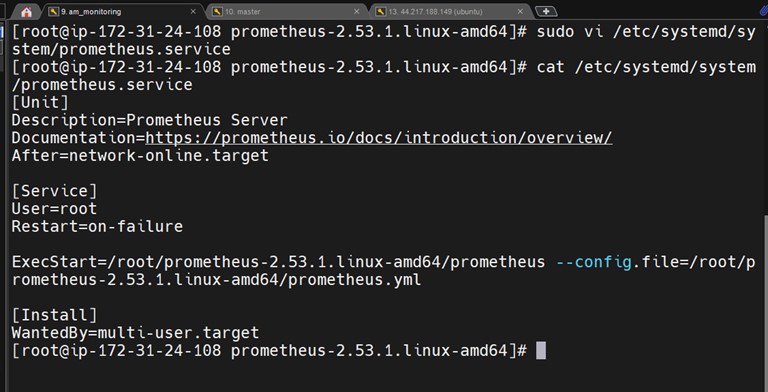 9. am_monitoring
10. master
13. 44.217.188.149 (ubuntu)
[root@ip-172-31-24-108 prometheus-2.53.1.linux-amd64]# sudo vi /etc/systemd/sy
stem/prometheus.service
[root@ip-172-31-24-108 prometheus-2.53.1.linux-amd64]# cat /etc/systemd/system
/prometheus.service
[Unit]
Description=Prometheus Server
Documentation=https://prometheus.io/docs/introduction/overview/
After=network-online.target
[Service]
User=root
Restart=on-failure
ExecStart=/root/prometheus-2.53.1.linux-amd64/prometheus --config.file=/root/p
rometheus-2.53.1.linux-amd64/prometheus.yml
[Install]
WantedBy=multi-user.target
[root@ip-172-31-24-108 prometheus-2.53.1.linux-amd64]#